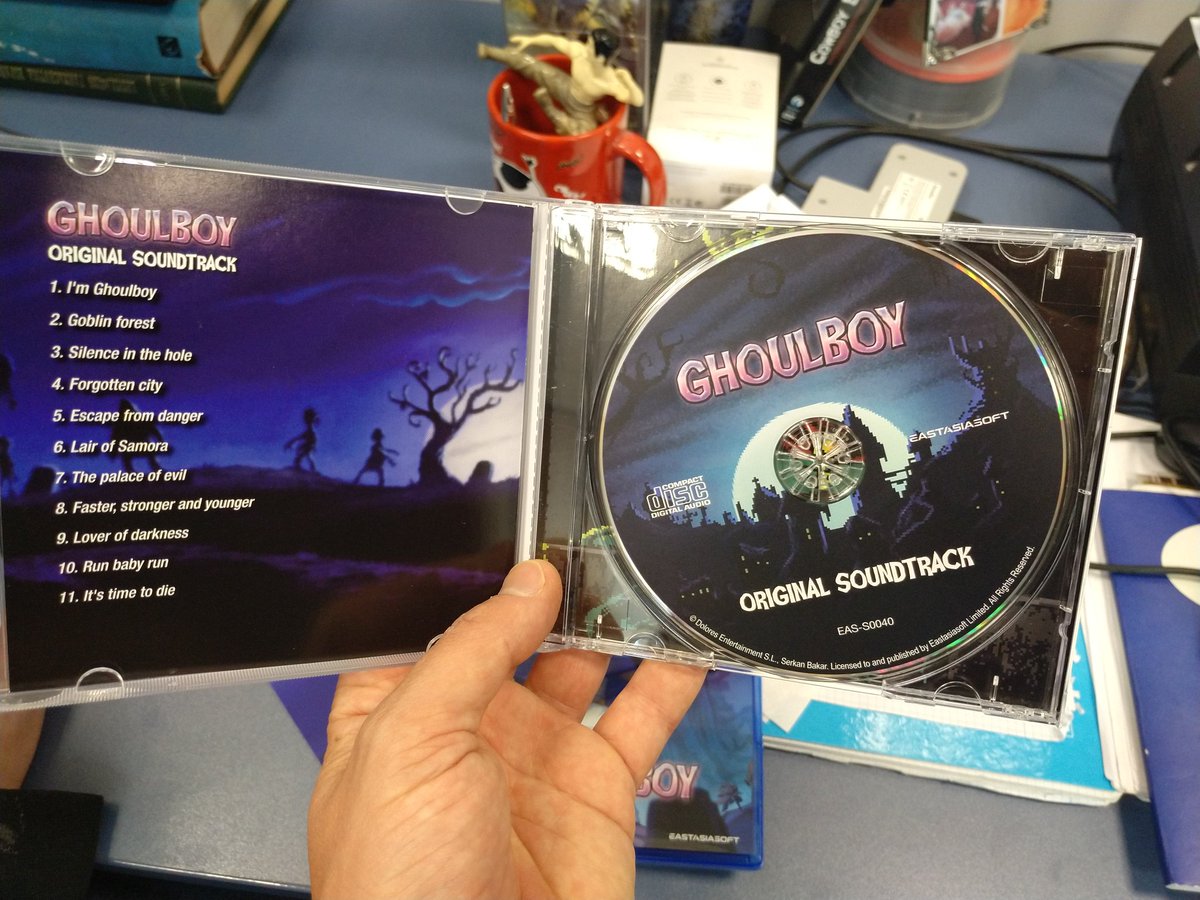 GHOULBOY
ORIGINAL SOUNDTRACK
1. I'm Ghoulboy
2. Goblin forest
3. Silence in the hole
4. Forgotten city
5. Escape from danger
6. Lair of Samora
7. The palace of evil
8. Faster, stronger and younger
9. Lover of darkness
10. Run baby run
11. It's time to die
GHOULBOY
EASTASIASOFT
COMPACT
disc
DIGITAL AUDIO
ORIGINAL SOUNDTRACK
EAS-S0040
© Dolores Entertainment S.L., Serkan Bakar. Licensed to and published by Eastasiasoft Limited. All Rights Reserved.
BOY
EASTASIASOFT